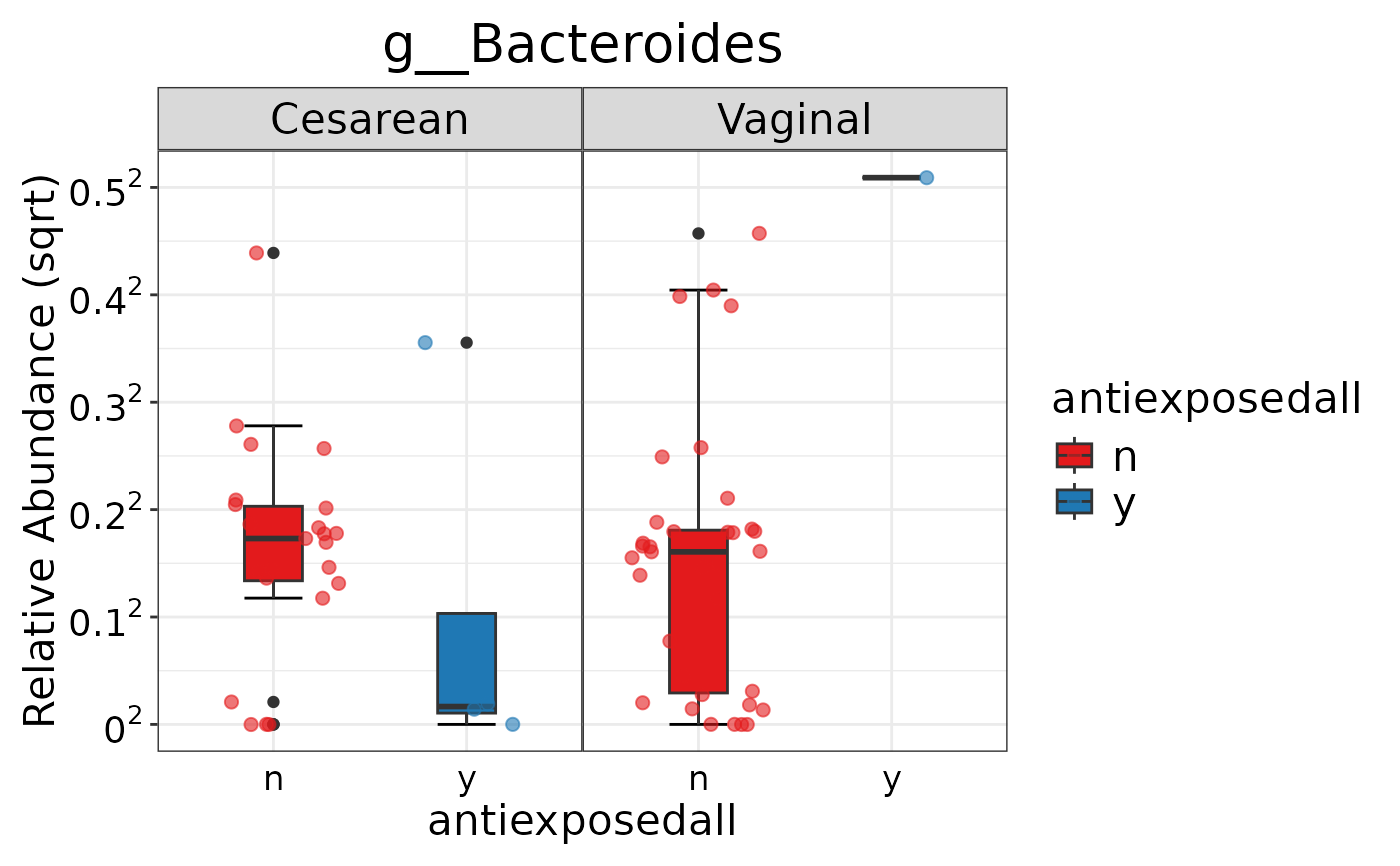 g__Bacteroides
Cesarean Vaginal
Relative Abundance (sqrt)
0.5²
0.4²
0.3²
0.2²
0.1²
0²
n y n y
antiexposedall
antiexposedall
n
y